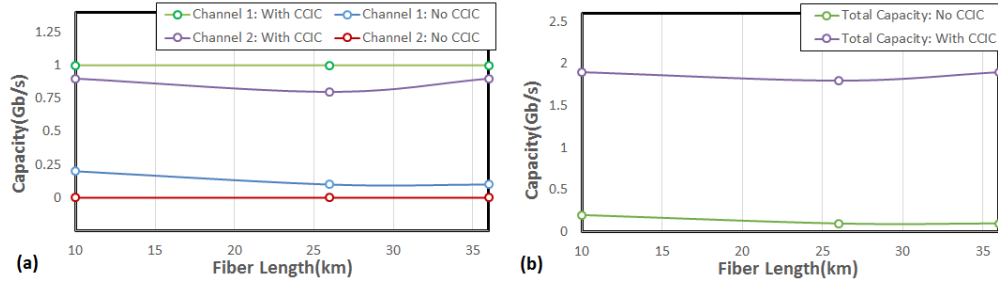 Channel 1: With CCIC
Channel 1: No CCIC
Channel 2: With CCIC
Channel 2: No CCIC
1.25
1
0.75
0.5
0.25
0
Capacity(Gb/s)
10
15
20
25
30
35
Fiber Length(km)
(a)
Total Capacity: No CCIC
Total Capacity: With CCIC
2.5
2
1.5
1
0.5
0
Capacity(Gb/s)
10
15
20
25
30
35
Fiber Length(km)
(b)